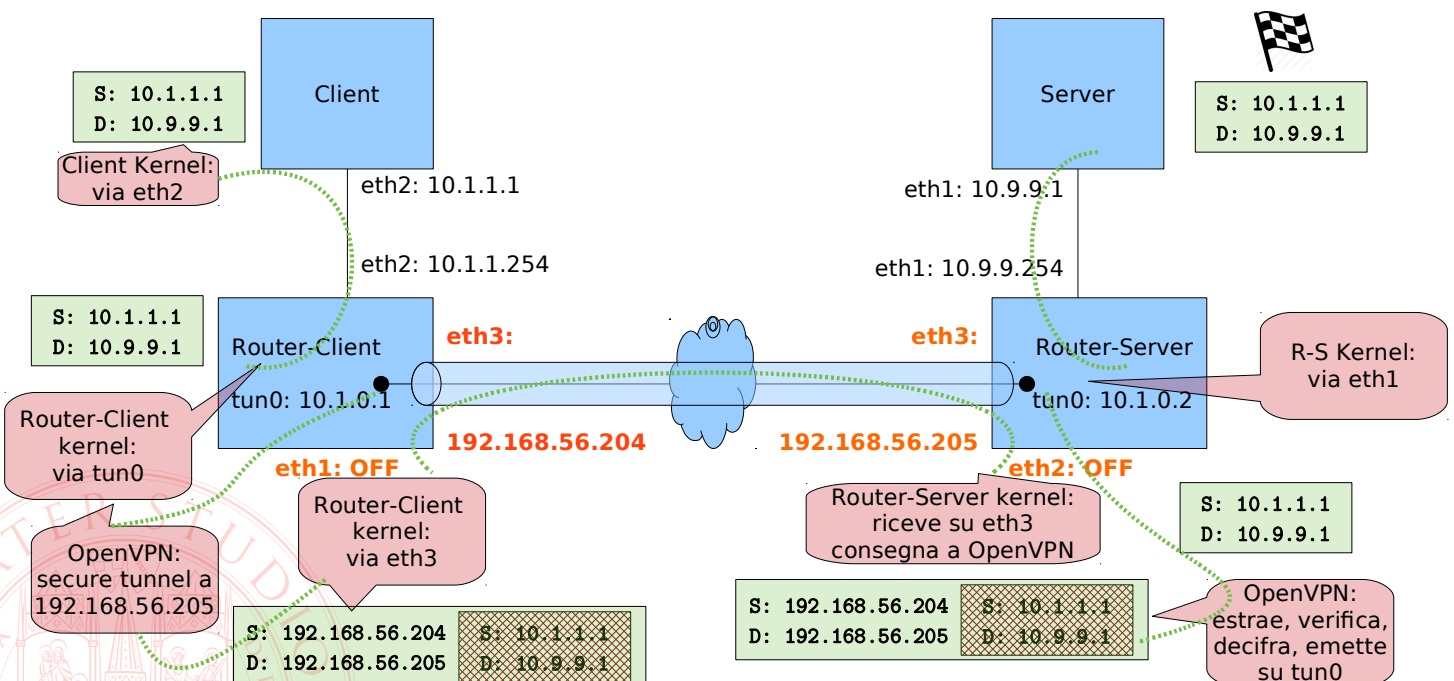 S: 10.1.1.1
D: 10.9.9.1
Client Kernel:
via eth2
Client
eth2: 10.1.1.1
eth2: 10.1.1.254
Server
S: 10.1.1.1
D: 10.9.9.1
eth1: 10.9.9.1
eth1: 10.9.9.254
S: 10.1.1.1
D: 10.9.9.1
Router-Client
tun0: 10.1.0.1
eth3:
192.168.56.204
eth1: OFF
eth3:
192.168.56.205
Router-Server
tun0: 10.1.0.2
eth2: OFF
R-S Kernel:
via eth1
Router-Client
kernel:
via tun0
OpenVPN:
secure tunnel a
192.168.56.205
Router-Client
kernel:
via eth3
S: 192.168.56.204
D: 192.168.56.205
S: 10.1.1.1
D: 10.9.9.1
Router-Server kernel:
riceve su eth3
consegna a OpenVPN
S: 192.168.56.204
D: 192.168.56.205
S: 10.1.1.1
D: 10.9.9.1
S: 10.1.1.1
D: 10.9.9.1
OpenVPN:
estrae, verifica,
decifra, emette
su tun0